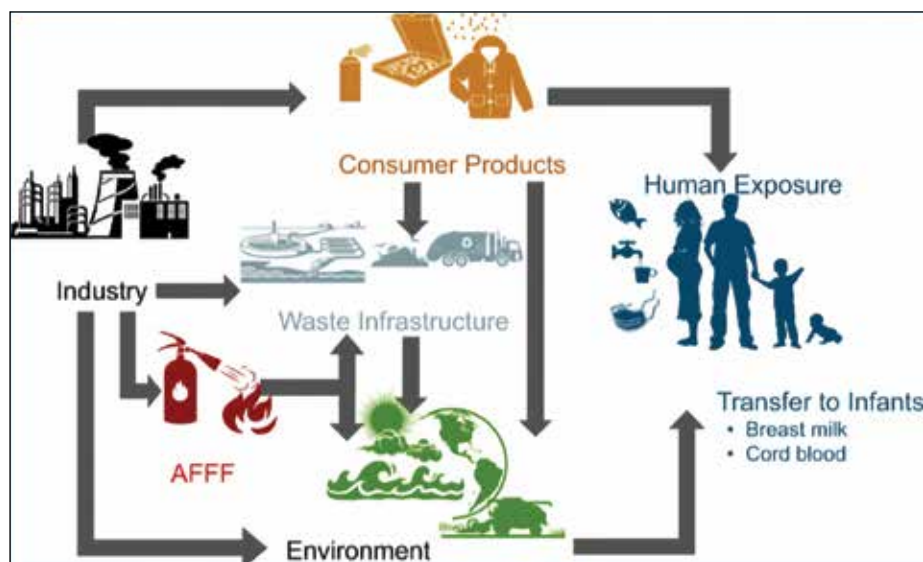 Consumer Products
Human Exposure
Industry
Waste Infrastructure
AFFF
Transfer to Infants
• Breast milk
• Cord blood
Environment